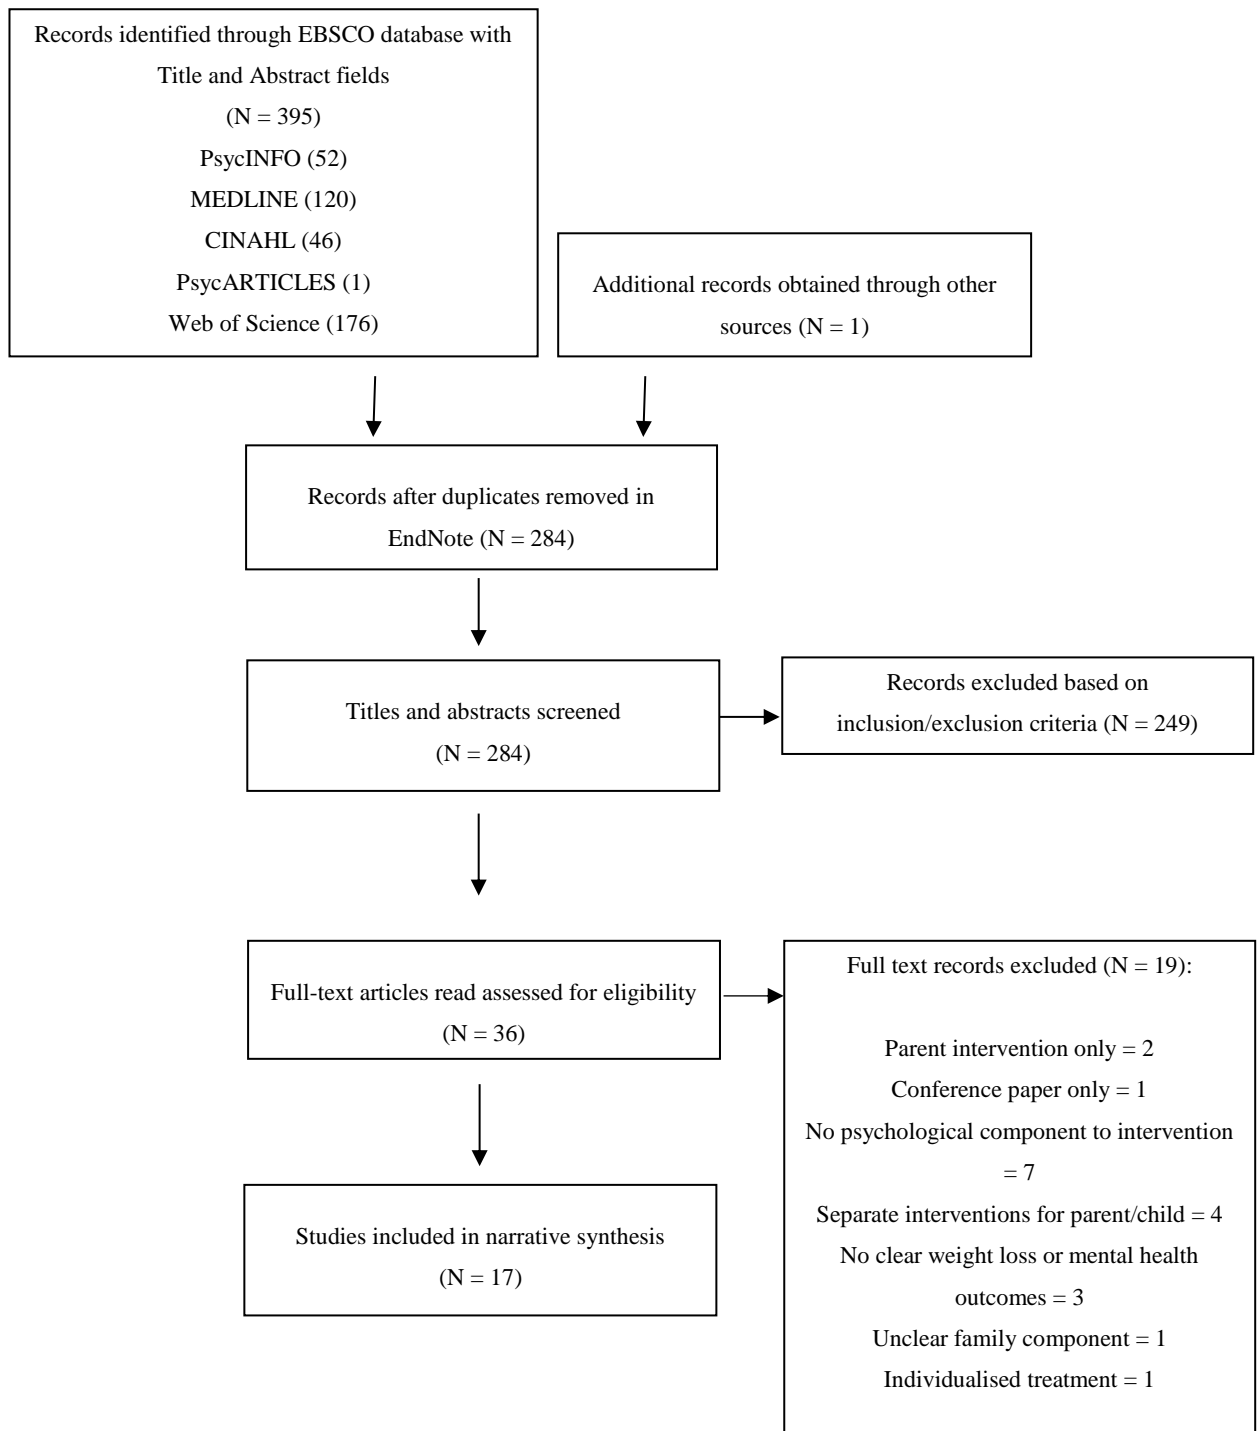 Records identified through EBSCO database with
Title and Abstract fields
(N = 395)
PsycINFO (52)
MEDLINE (120)
CINAHL (46)
PsycARTICLES (1)
Web of Science (176)
Additional records obtained through other
sources (N = 1)
Records after duplicates removed in
EndNote (N = 284)
Titles and abstracts screened
(N = 284)
Records excluded based on
inclusion/exclusion criteria (N = 249)
Full-text articles read assessed for eligibility
(N = 36)
Full text records excluded (N = 19):
Parent intervention only = 2
Conference paper only = 1
No psychological component to intervention
= 7
Separate interventions for parent/child = 4
No clear weight loss or mental health
outcomes = 3
Unclear family component = 1
Individualised treatment = 1
Studies included in narrative synthesis
(N = 17)